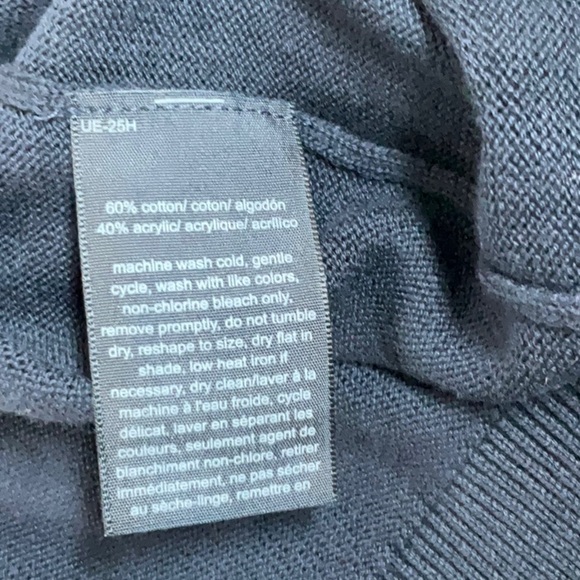 UE-25H
60% cotton/ coton/ algodón
40% acrylic/ acrylique/ acrílico
machine wash cold, gentle
cycle, wash with like colors,
non-chlorine bleach only,
remove promptly, do not tumble
dry, reshape to size, dry flat in
shade, low heat iron if
necessary, dry clean/laver à la
machine à l'eau froide, cycle
délicat, laver en séparant les
couleurs, seulement agent de
blanchiment non-chlore, retirer
immédiatement, ne pas sécher
au sèche-linge, remettre en